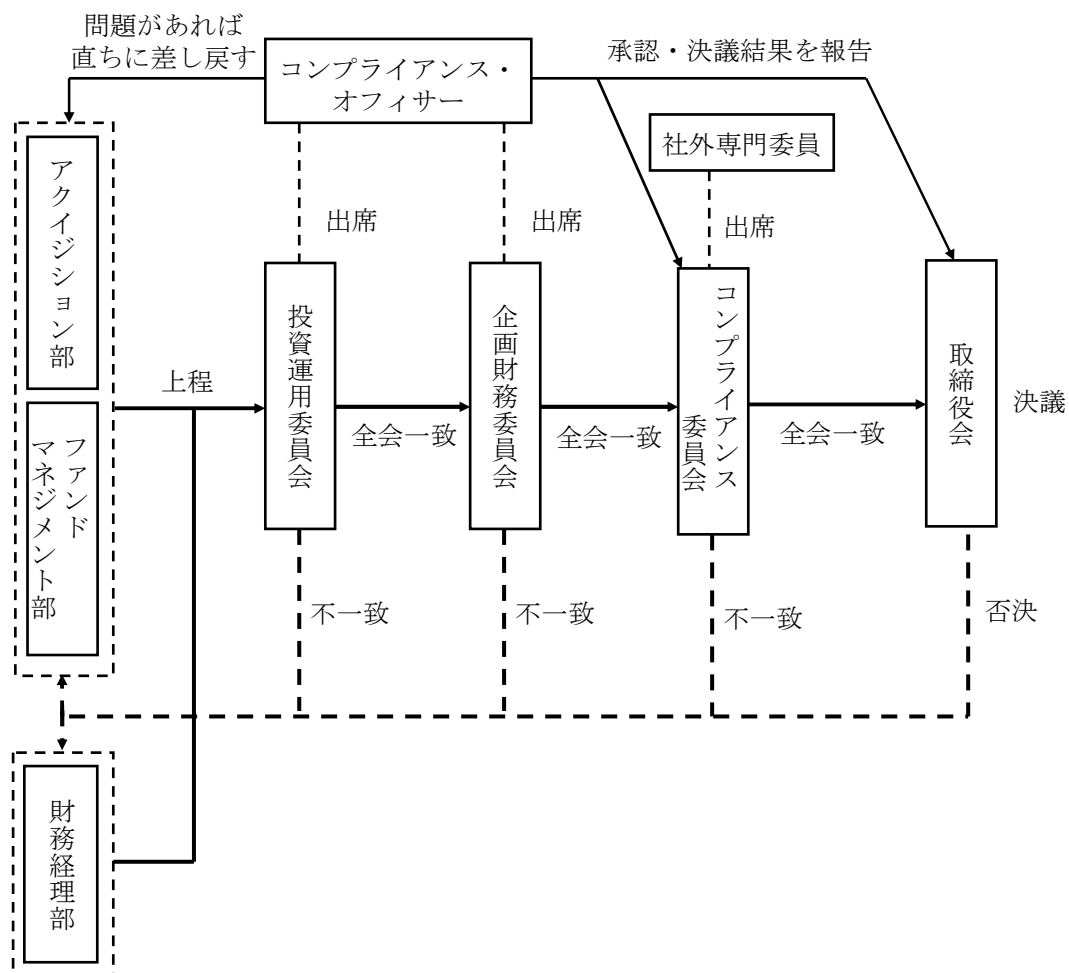 問題があれば
直ちに差し戻す
コンプライアンス・
オフィサー
承認・決議結果を報告
社外専門委員
出席
出席
出席
アクイジション部
ファンド
マネジメント部
上程
投資運用委員会
全会一致
企画財務委員会
全会一致
コンプライアンス
委員会
全会一致
取締役会
決議
不一致
不一致
不一致
否決
財務経理部